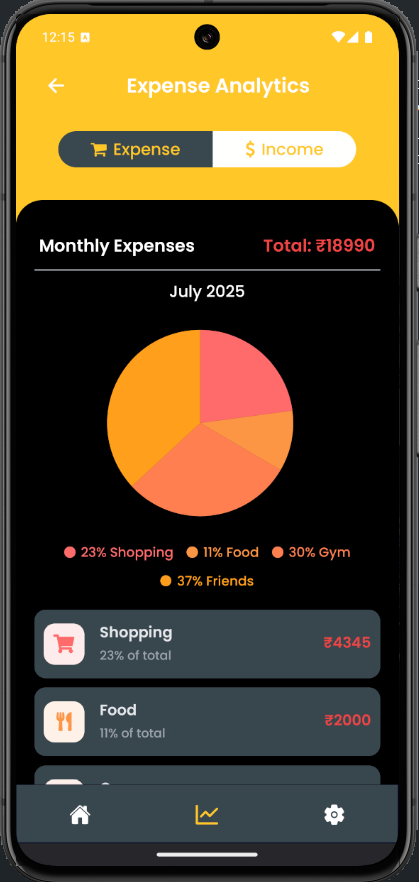 12:15 A
Expense Analytics
Expense
$ Income
Monthly Expenses
Total: ₹18990
July 2025
23% Shopping
11% Food
30% Gym
37% Friends
Shopping
23% of total
₹4345
Food
11% of total
₹2000